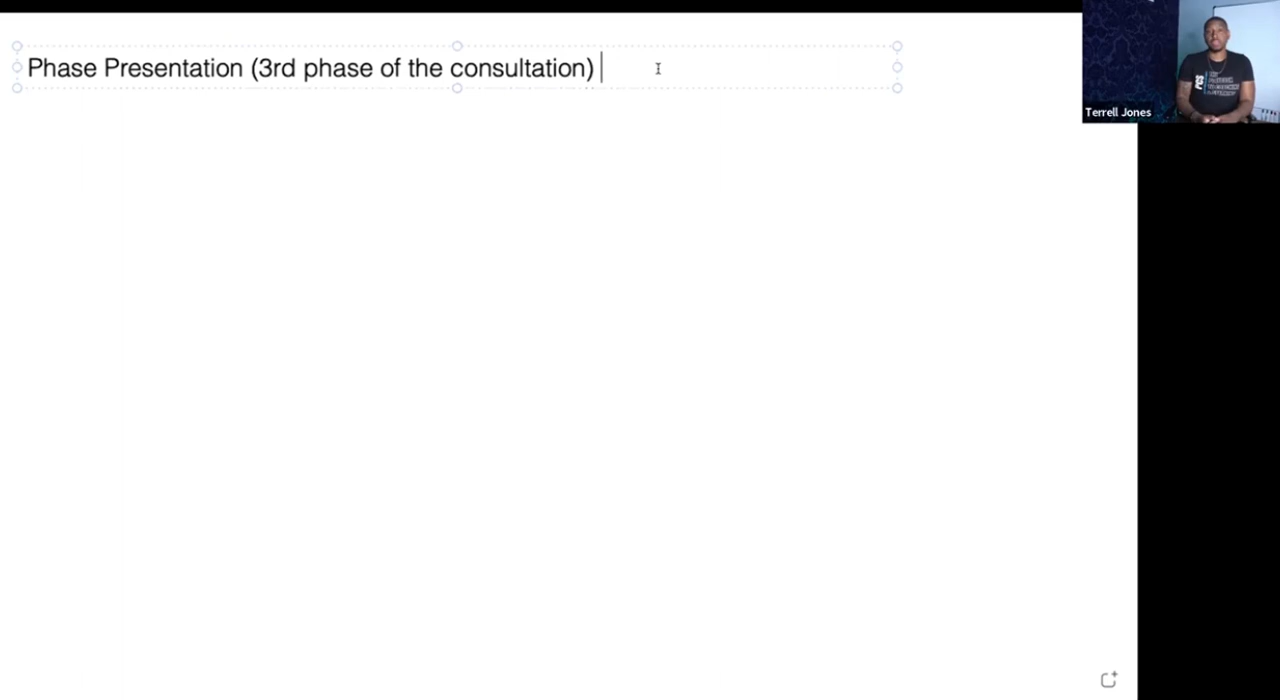 Phase Presentation (3rd phase of the consultation)
Terrell Jones